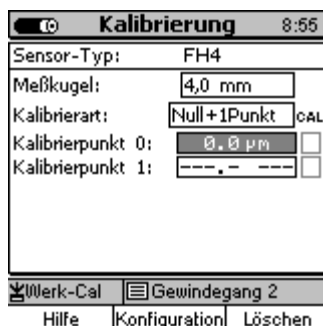 Kalibrierung 8:55
Sensor-Typ: FH4
Meßkugel: 4,0 mm
Kalibrierart: Null+1Punkt CAL
Kalibrierpunkt 0: 0.0 µm
Kalibrierpunkt 1: ---.- ---
Werk-Cal Gewindegang 2
Hilfe Konfiguration Löschen